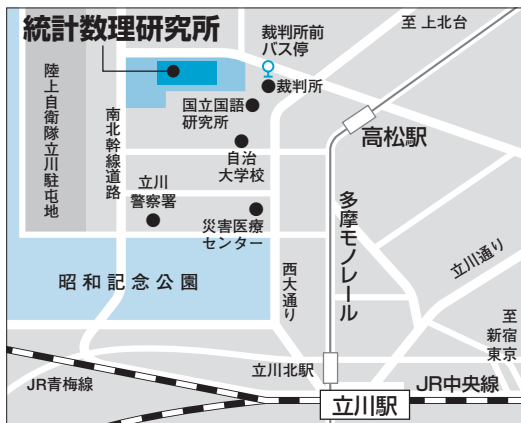 統計数理研究所
裁判所前
バス停
至 上北台
裁判所
国立国語
研究所
高松駅
陸上自衛隊立川駐屯地
南北幹線道路
自治
大学校
立川
警察署
災害医療
センター
多摩モノレール
立川通り
昭和記念公園
西大通り
至
新宿
東京
立川北駅
JR青梅線
JR中央線
立川駅